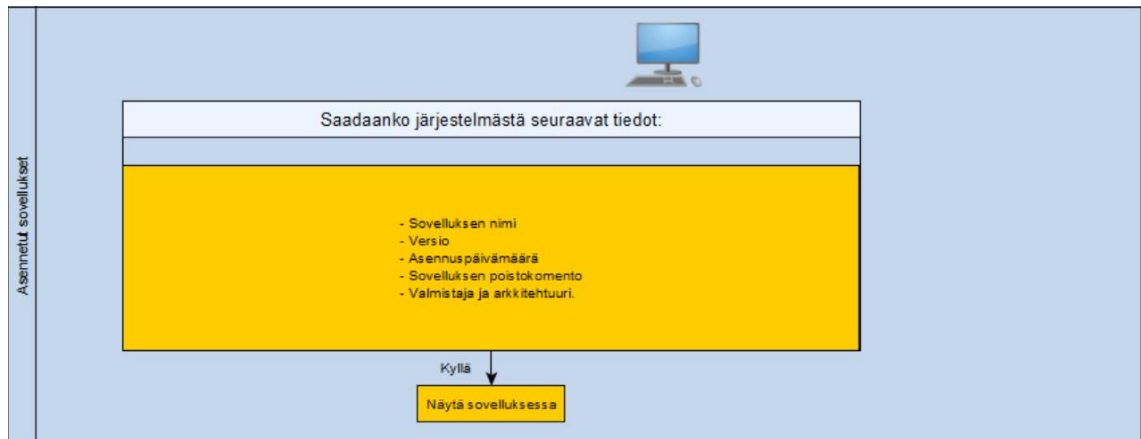 Asennetut sovellukset
Saadaanko järjestelmästä seuraavat tiedot:
- Sovelluksen nimi
- Versio
- Asennuspäivämäärä
- Sovelluksen poistokomento
- Valmistaja ja arkkitehtuuri.
Kyllä
Näytä sovelluksessa